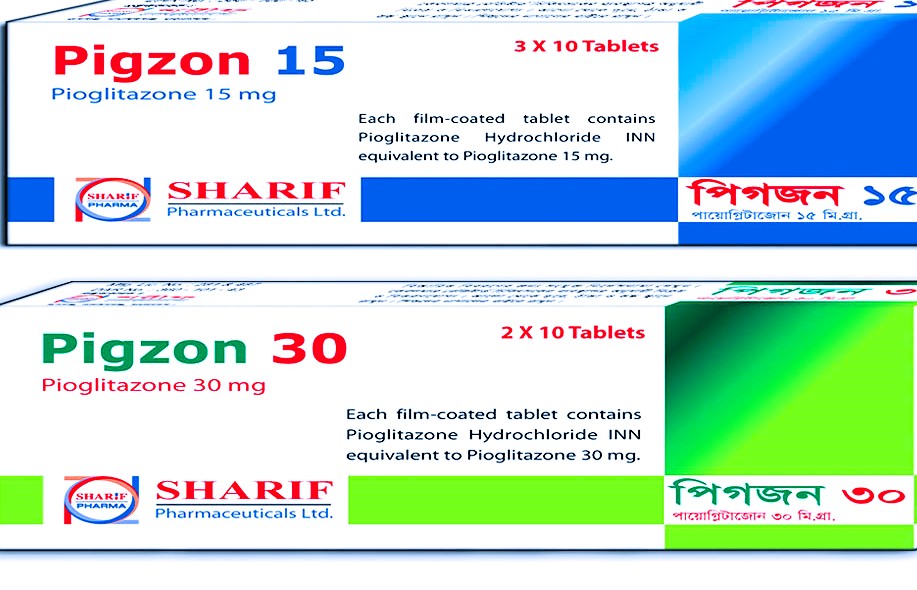 পিগজন
Pigzon 15
Pioglitazone 15 mg
3 X 10 Tablets
Each film-coated tablet contains
Pioglitazone Hydrochloride INN
equivalent to Pioglitazone 15 mg.
SHARIF
PHARMA
SHARIF
Pharmaceuticals Ltd.
পিগজন ১৫
পায়োগ্লিটাজোন ১৫ মি.গ্রা.
পিগজন ৩
Pigzon 30
Pioglitazone 30 mg
2 X 10 Tablets
Each film-coated tablet contains
Pioglitazone Hydrochloride INN
equivalent to Pioglitazone 30 mg.
SHARIF
PHARMA
SHARIF
Pharmaceuticals Ltd.
পিগজন ৩০
পায়োগ্লিটাজোন ৩০ মি.গ্রা.